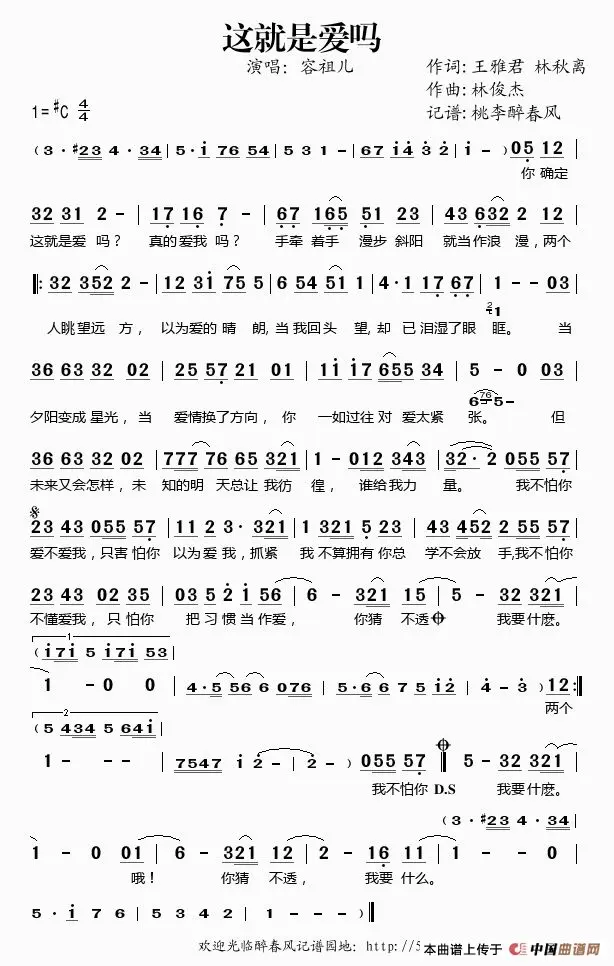 这就是爱吗
演唱：容祖儿
作词：王雅君 林秋离
作曲：林俊杰
1=#C 4/4
记谱：桃李醉春风
(3·#23 4·34|5·i 76 54|5 3 1 -|67 i4 3 2|i - )05 12|
你 确定
32 31 2 -|17 16 7 -|67 165 51 23|43 632 2 12|
这就是爱 吗？ 真的爱我 吗？ 手牵 着手 漫步 斜阳 就当作浪 漫，两个
|:32 352 2 -|12 31 75 5|6 54 51 1|4·1 17 67|1 - - 03|
2 1
人眺望远 方， 以为爱的 晴 朗，当我回头 望，却 已泪湿了眼 眶。 当
36 63 32 02|25 57 21 01|1i i7 655 34|5 - 0 03|
6 76 5-
夕阳变成 星光， 当 爱情换了方向， 你 一如过往 对 爱太紧 张。 但
36 63 32 02|777 76 65 321|1 - 012 343|32· 2 055 57|
未来又会怎样， 未 知的明 天总让 我彷 徨， 谁给我力 量。 我不怕你
23 43 055 57|11 2 3· 321|1 321 5 23|43 452 2 55 57|
爱不爱我，只害 怕你 以为爱 我，抓紧 我 不算拥有你总 学不会放 手,我不怕你
23 43 02 35|03 5 2 1 56|6 - 321 15|5 - 32 321|
不懂爱我， 只 怕你 把 习 惯 当 作爱， 你猜 不透 我要 什麽。
1
(i7i 5 i7i 53|
1 - 0 0|4·5 56 6 076|5·6 6 7 5 i2|4 - 3 - )12:|
两个
2
(5 434 5 64i|
1 - - -|7547 i 2 -|2 - )055 57‖5 - 32 321|
我不怕你 D.S 我要 什麽。
(3·#23 4·34|
1 - 0 01|6 - 321 12|2 - 16 11|1 - - 0|
哦！ 你猜 不透， 我要 什么。
5·i 76 5|4 3 2 -|1 - - - )‖
欢迎光临醉春风记谱园地：http://5
本曲谱上传于 中国曲谱网